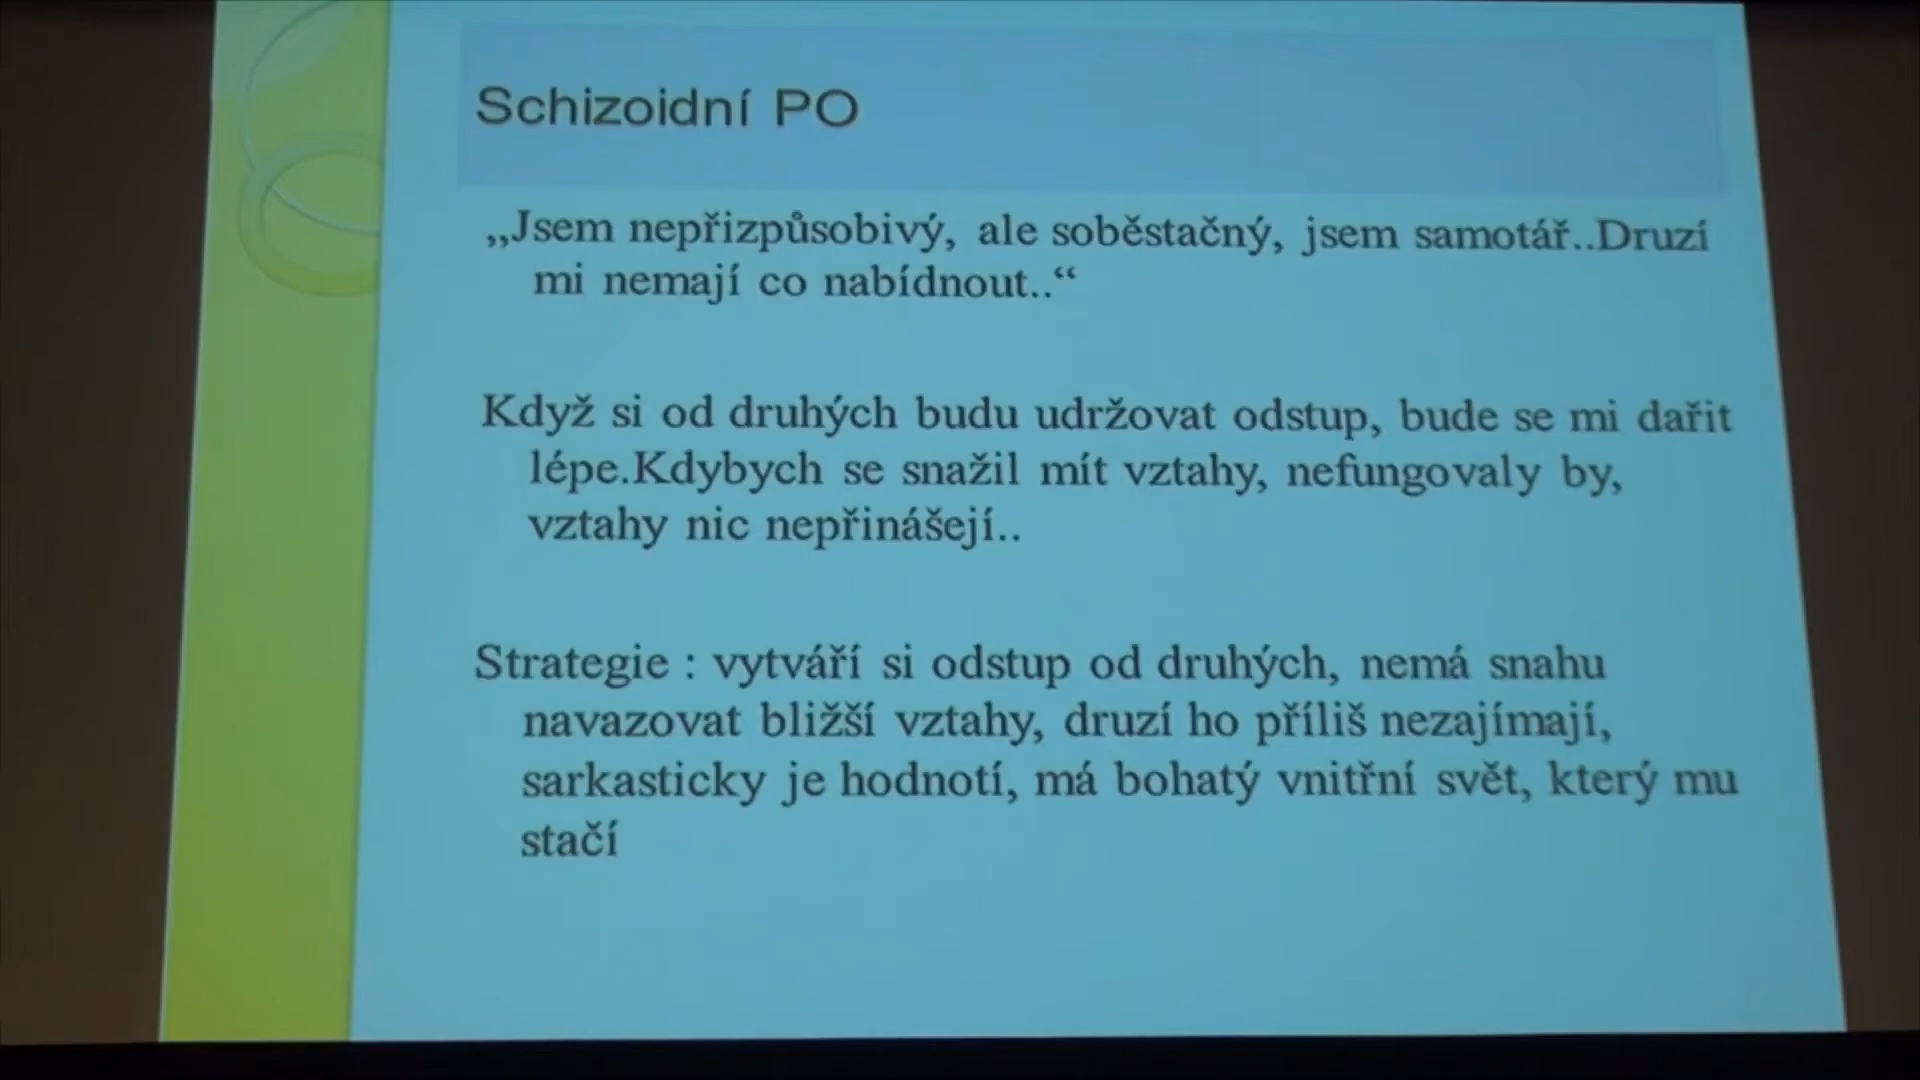 Schizoidní PO
„Jsem nepřizpůsobivý, ale soběstačný, jsem samotář..Druzí
mi nemají co nabídnout..“
Když si od druhých budu udržovat odstup, bude se mi dařit
lépe.Kdybych se snažil mít vztahy, nefungovaly by,
vztahy nic nepřinášejí..
Strategie : vytváří si odstup od druhých, nemá snahu
navazovat bližší vztahy, druzí ho příliš nezajímají,
sarkasticky je hodnotí, má bohatý vnitřní svět, který mu
stačí